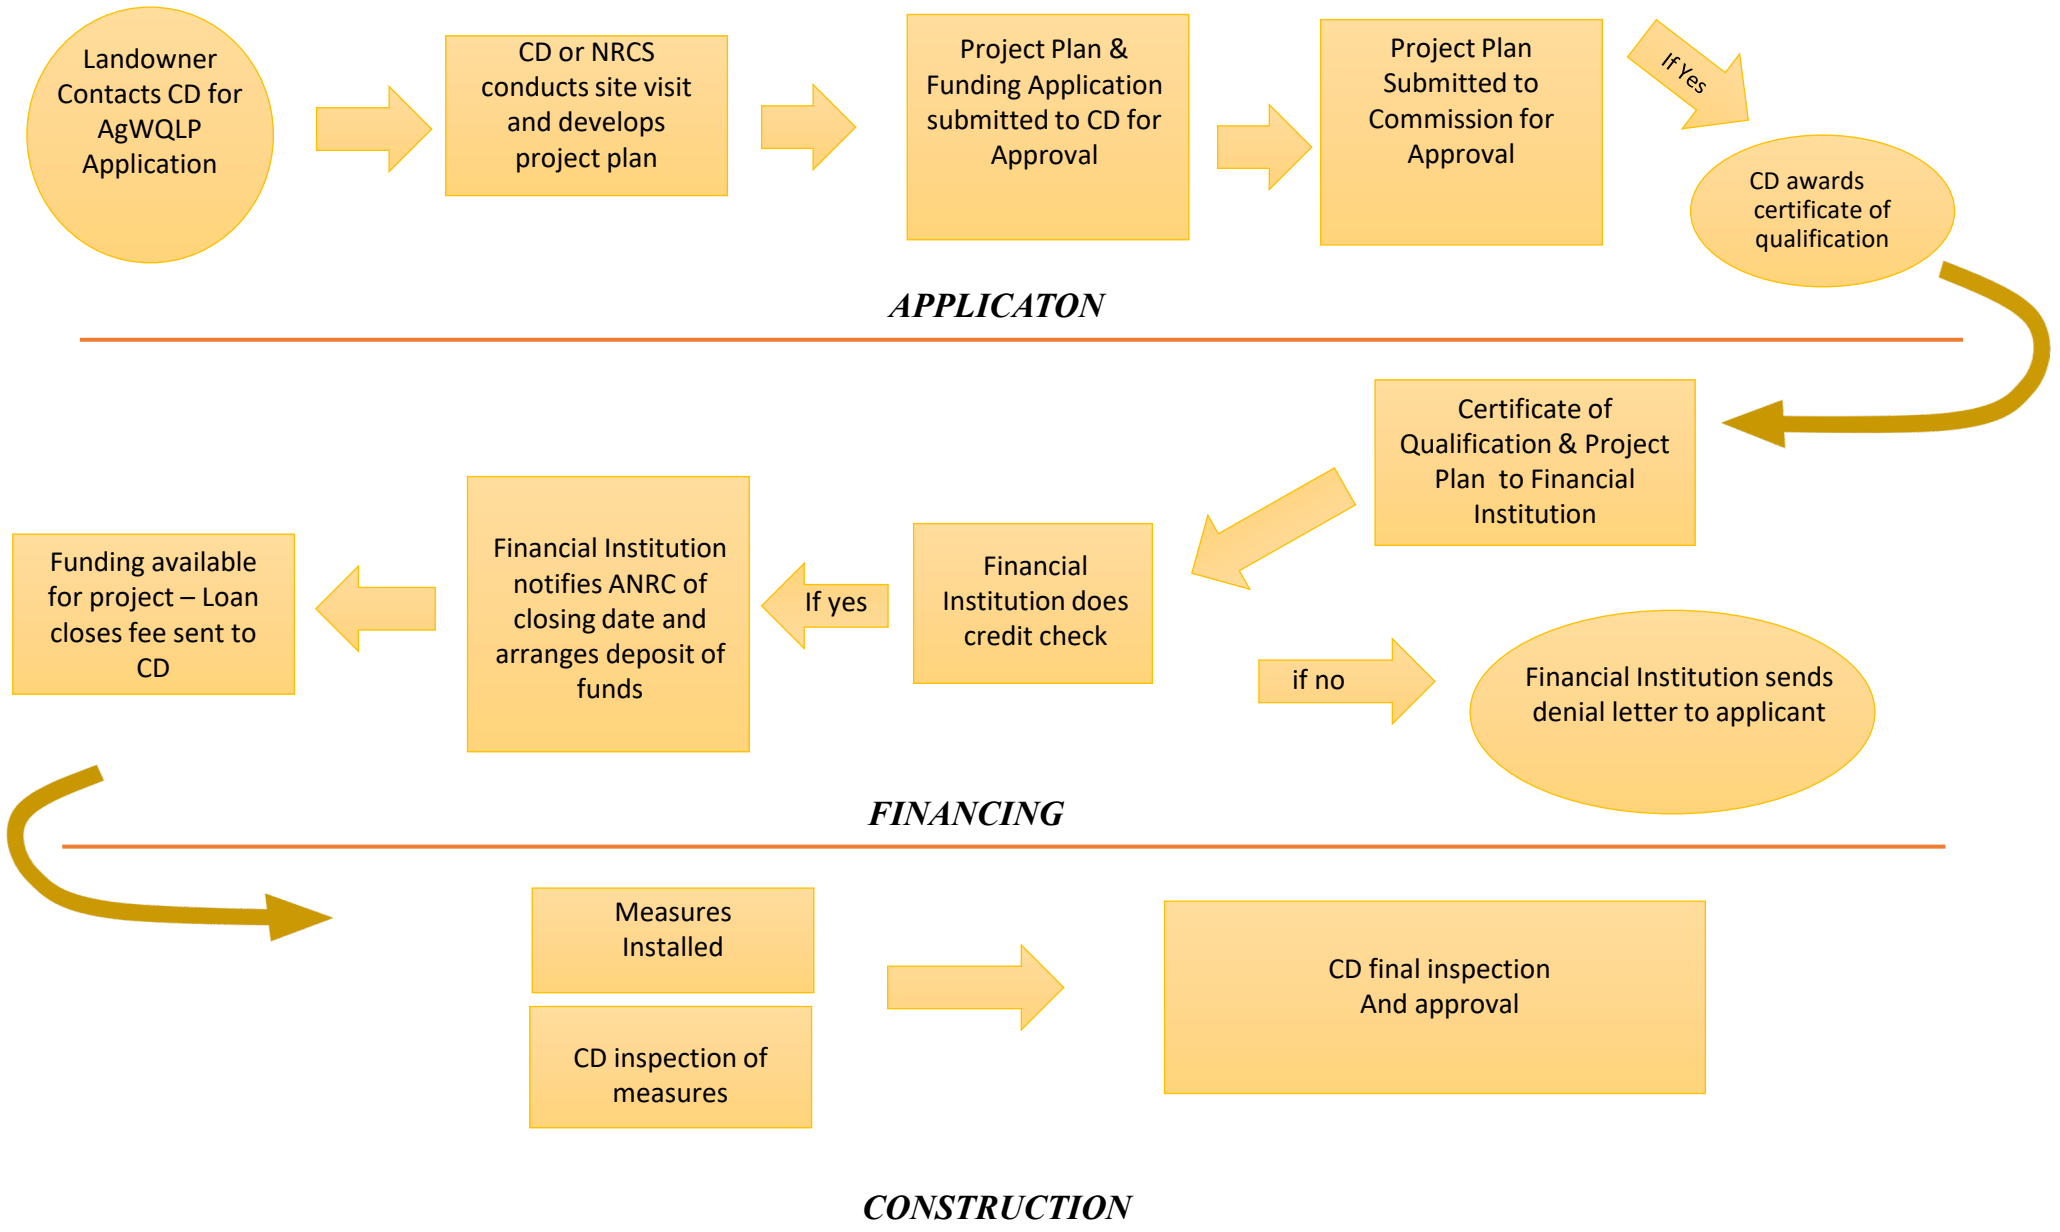 Landowner
Contacts CD for
AgWQLP
Application
CD or NRCS
conducts site visit
and develops
project plan
Project Plan &
Funding Application
submitted to CD for
Approval
Project Plan
Submitted to
Commission for
Approval
If Yes
CD awards
certificate of
qualification
APPLICATON
Certificate of
Qualification & Project
Plan to Financial
Institution
Financial
Institution does
credit check
If yes
Financial Institution
notifies ANRC of
closing date and
arranges deposit of
funds
Funding available
for project – Loan
closes fee sent to
CD
if no
Financial Institution sends
denial letter to applicant
FINANCING
Measures
Installed
CD inspection of
measures
CD final inspection
And approval
CONSTRUCTION